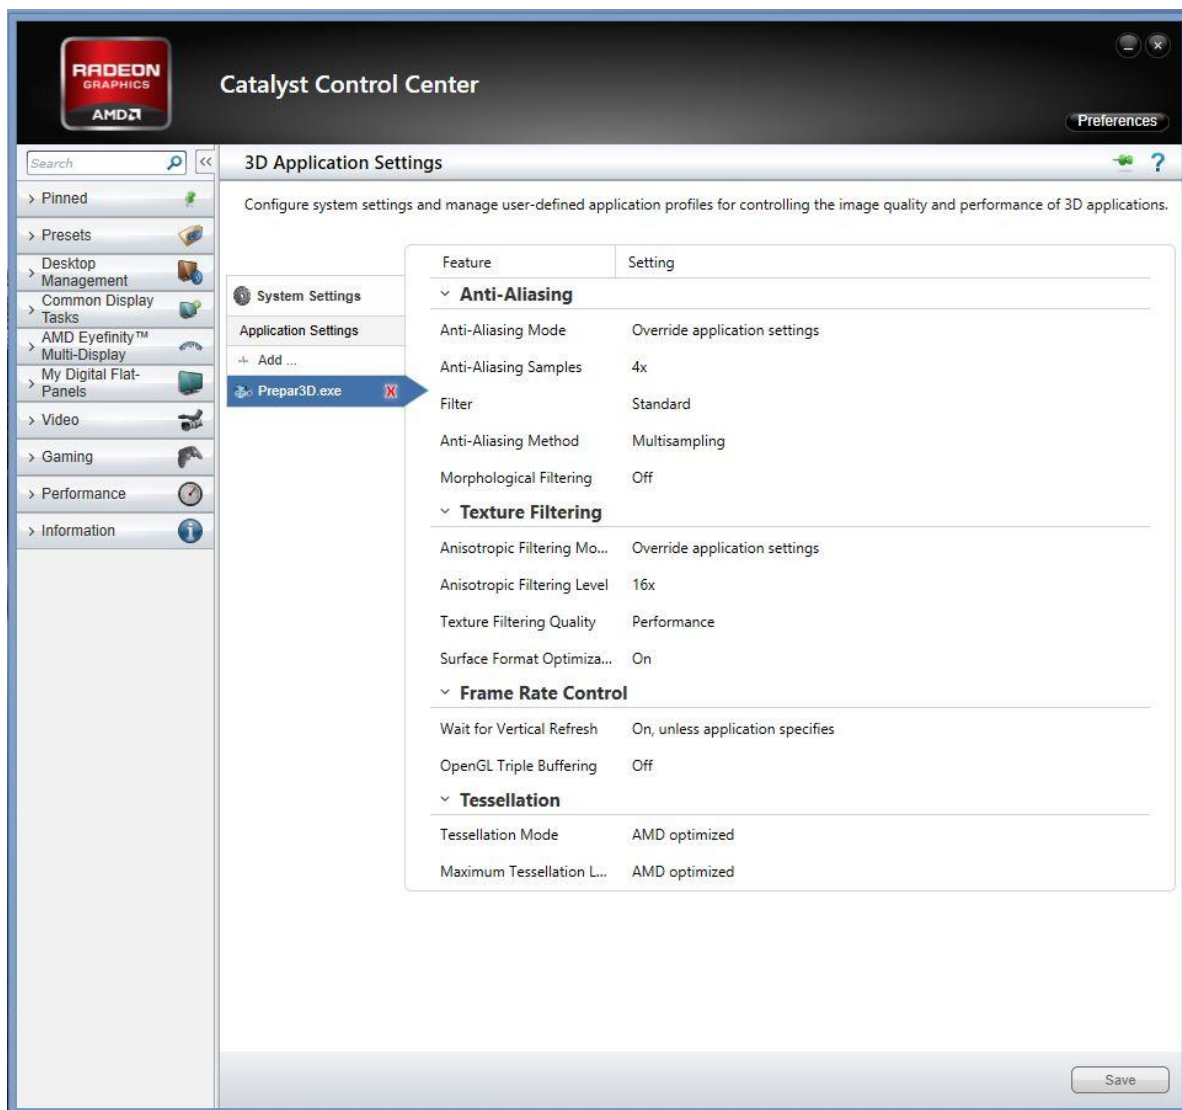 RADEON
GRAPHICS
AMD
Catalyst Control Center
Preferences
Search
<<
3D Application Settings
?
> Pinned
> Presets
> Desktop
Management
> Common Display
Tasks
> AMD Eyefinity™
Multi-Display
> My Digital Flat-
Panels
> Video
> Gaming
> Performance
> Information
Configure system settings and manage user-defined application profiles for controlling the image quality and performance of 3D applications.
System Settings
Application Settings
Add ...
Prepar3D.exe X
Feature Setting
Anti-Aliasing
Anti-Aliasing Mode Override application settings
Anti-Aliasing Samples 4x
Filter Standard
Anti-Aliasing Method Multisampling
Morphological Filtering Off
Texture Filtering
Anisotropic Filtering Mo... Override application settings
Anisotropic Filtering Level 16x
Texture Filtering Quality Performance
Surface Format Optimiza... On
Frame Rate Control
Wait for Vertical Refresh On, unless application specifies
OpenGL Triple Buffering Off
Tessellation
Tessellation Mode AMD optimized
Maximum Tessellation L... AMD optimized
Save